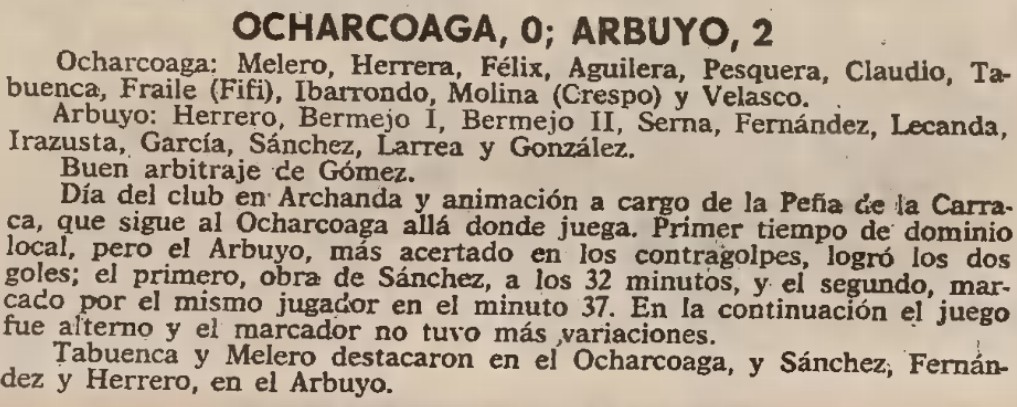 OCHARCOAGA, 0; ARBUYO, 2
Ocharcoaga: Melero, Herrera, Félix, Aguilera, Pesquera, Claudio, Ta-
buenca, Fraile (Fifi), Ibarrondo, Molina (Crespo) y Velasco.
Arbuyo: Herrero, Bermejo I, Bermejo II, Serna, Fernández, Lecanda,
Irazusta, García, Sánchez, Larrea y González.
Buen arbitraje de Gómez.
Día del club en Archanda y animación a cargo de la Peña de la Carra-
ca, que sigue al Ocharcoaga allá donde juega. Primer tiempo de dominio
local, pero el Arbuyo, más acertado en los contragolpes, logró los dos
goles; el primero, obra de Sánchez, a los 32 minutos, y el segundo, mar-
cado por el mismo jugador en el minuto 37. En la continuación el juego
fue alterno y el marcador no tuvo más variaciones.
Tabuenca y Melero destacaron en el Ocharcoaga, y Sánchez, Fernán-
dez y Herrero, en el Arbuyo.